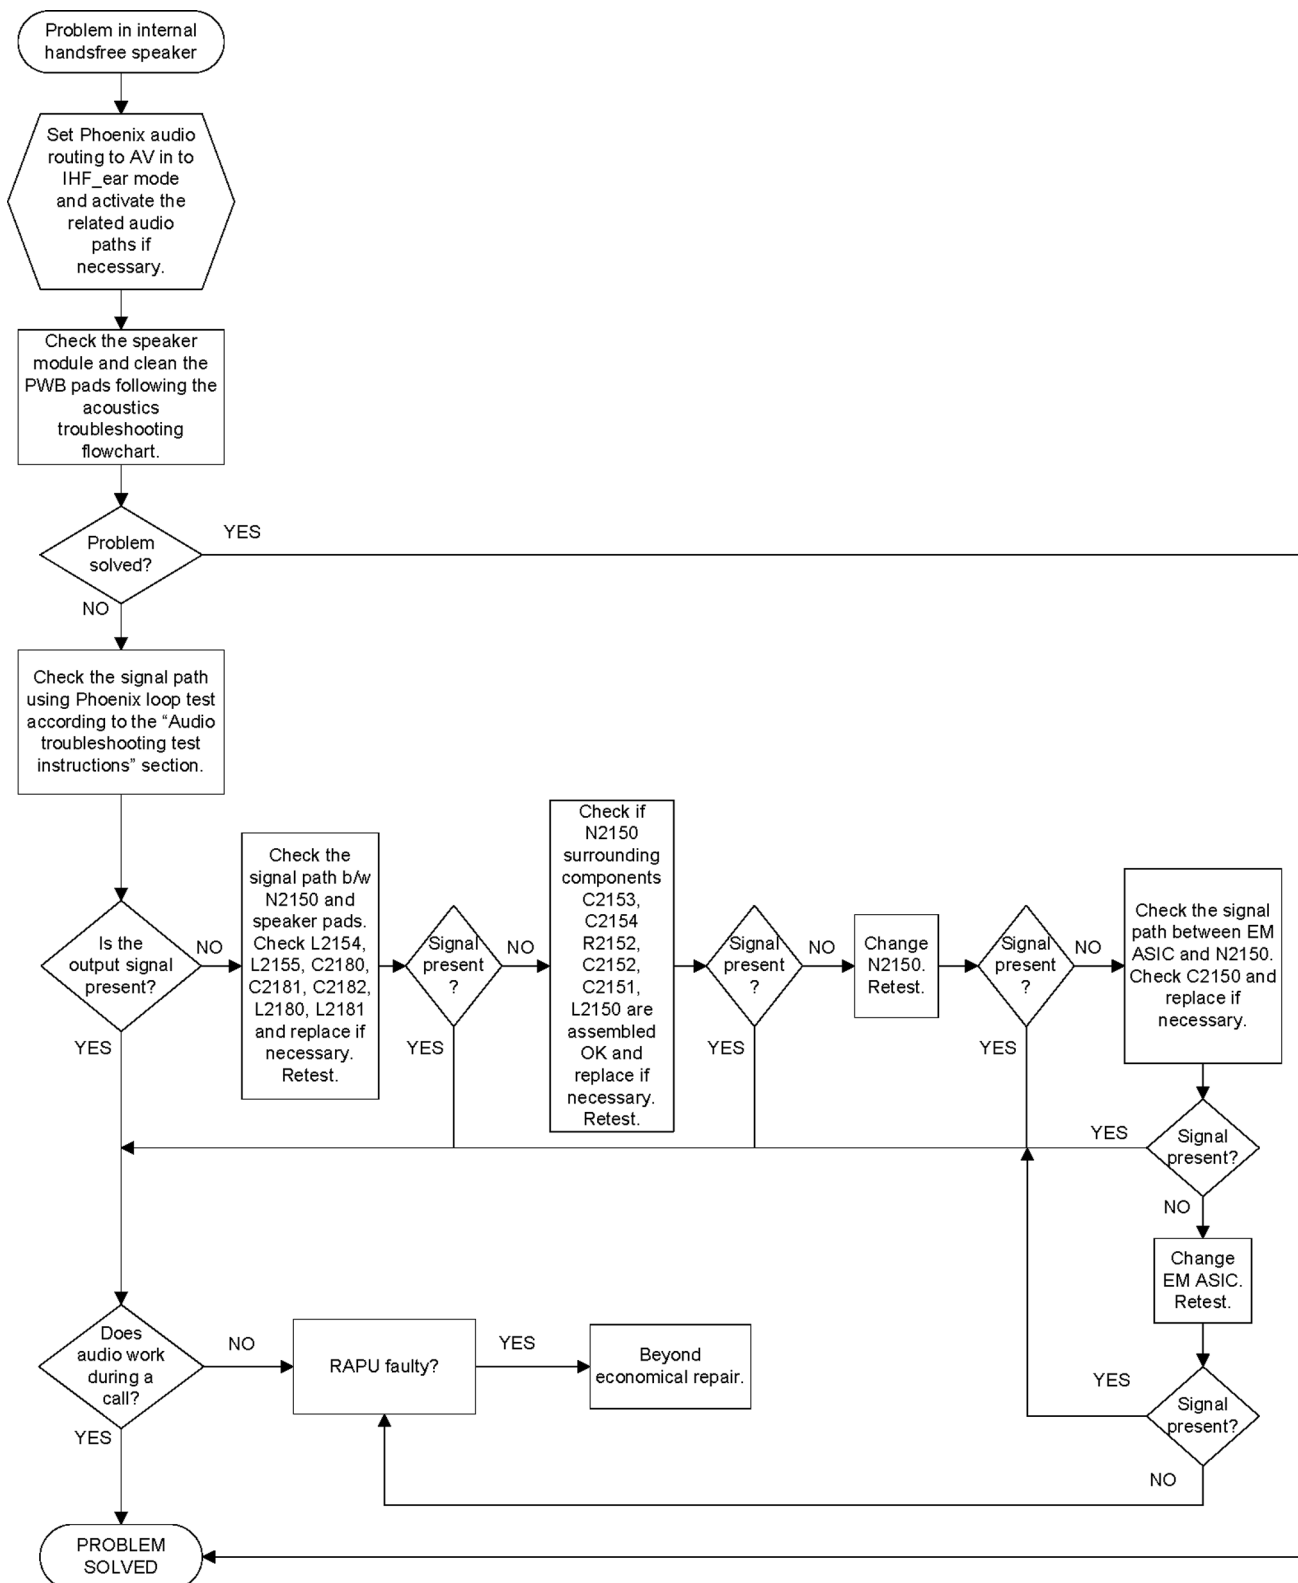 Problem in internal
handsfree speaker
Set Phoenix audio
routing to AV in to
IHF_ear mode
and activate the
related audio
paths if
necessary.
Check the speaker
module and clean the
PWB pads following the
acoustics
troubleshooting
flowchart.
YES
Problem
solved?
NO
Check the signal path
using Phoenix loop test
according to the “Audio
troubleshooting test
instructions” section.
Is the
output signal
present?
NO
YES
Check the
signal path b/w
N2150 and
speaker pads.
Check L2154,
L2155, C2180,
C2181, C2182,
L2180, L2181
and replace if
necessary.
Retest.
Signal
present
?
NO
YES
Check if
N2150
surrounding
components
C2153,
C2154
R2152,
C2152,
C2151,
L2150 are
assembled
OK and
replace if
necessary.
Retest.
Signal
present
?
NO
YES
Change
N2150.
Retest.
Signal
present
?
NO
YES
Check the signal
path between EM
ASIC and N2150.
Check C2150 and
replace if
necessary.
YES
Signal
present?
NO
Change
EM ASIC.
Retest.
YES
Signal
present?
NO
Does
audio work
during a
call?
NO
YES
RAPU faulty?
YES
Beyond
economical repair.
PROBLEM
SOLVED